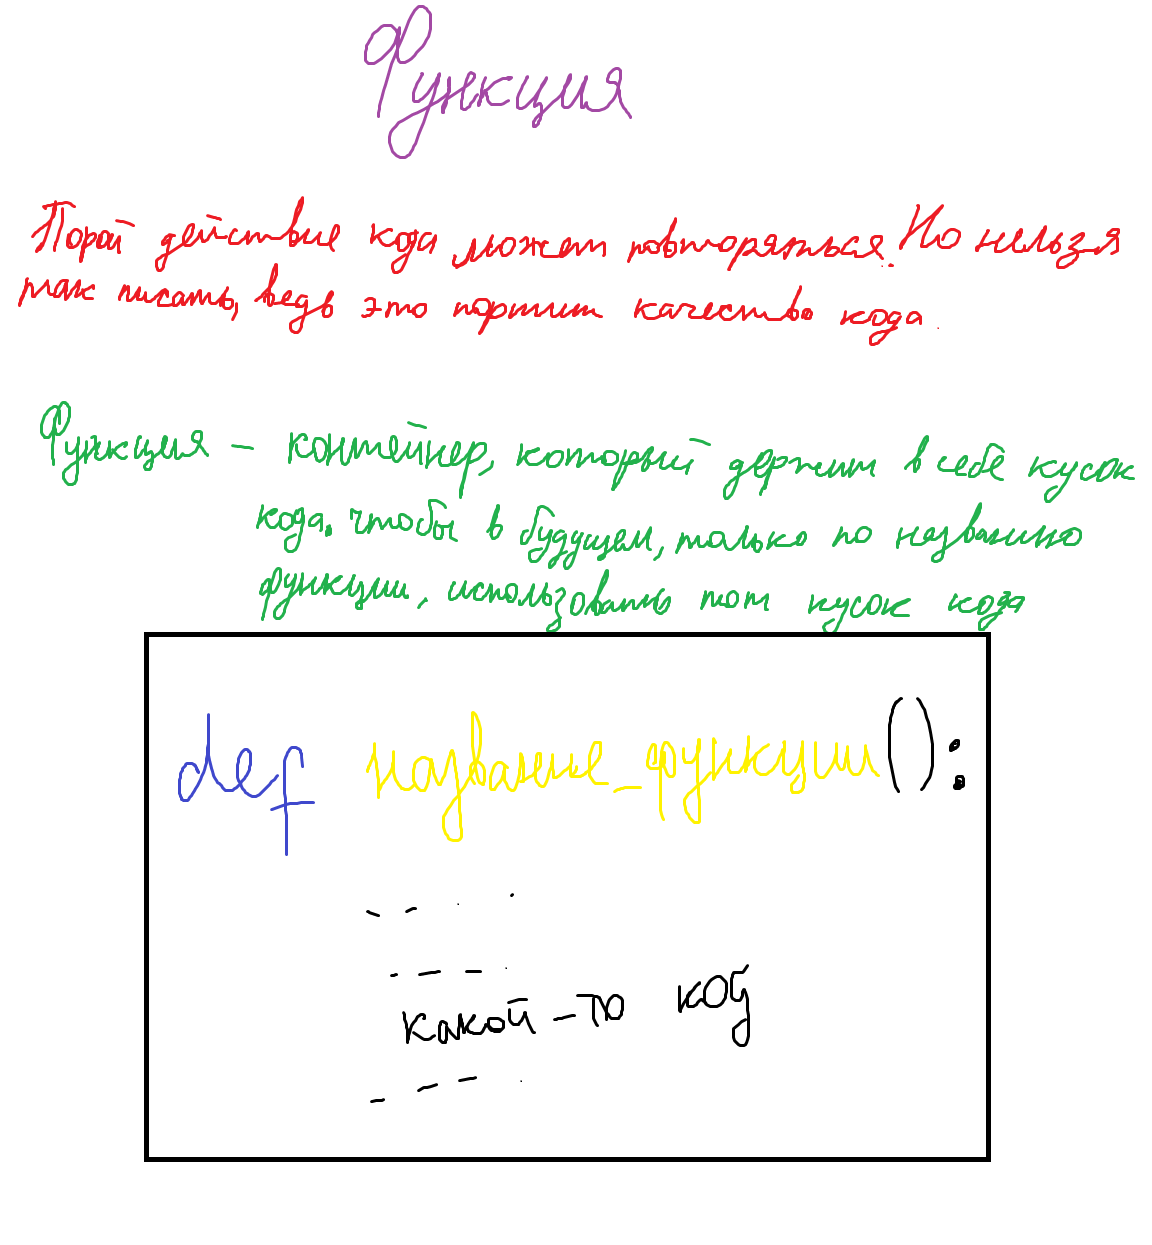 Функция
Порой действие кода может повторяться. Но нельзя
так писать, ведь это портит качество кода.
Функция - контейнер, который держит в себе кусок
кода. чтобы в будущем, только по названию
функции, использовать тот кусок кода
def название_функции():
какой-то код